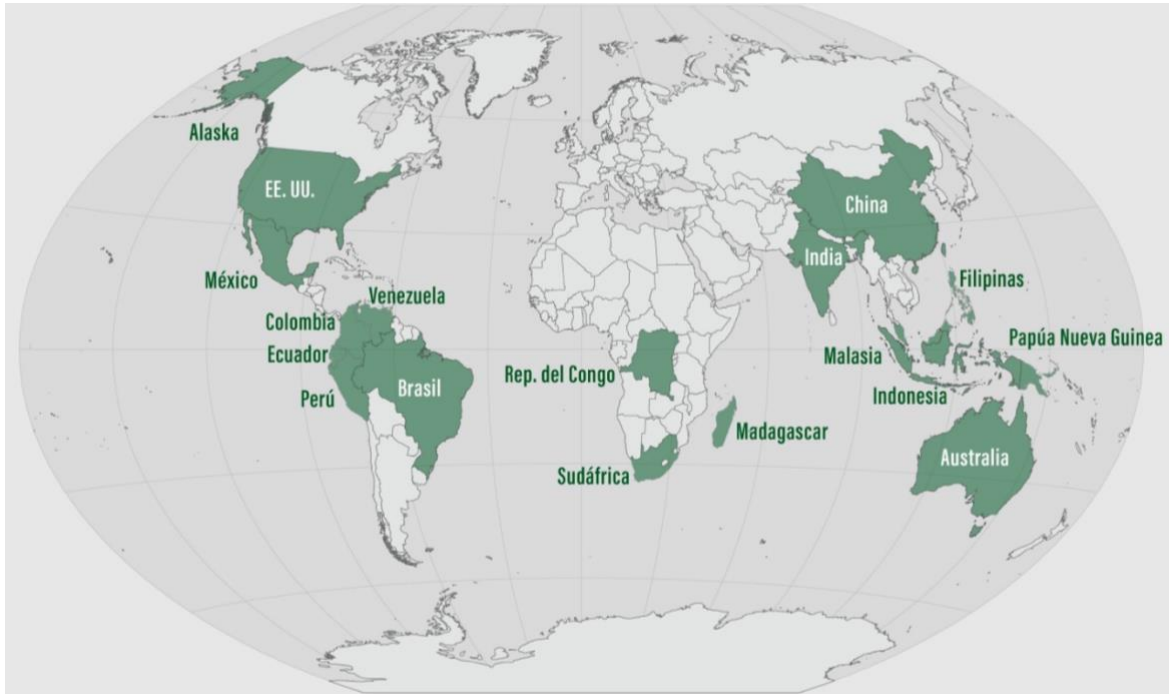 Alaska
EE. UU.
China
India
México
Filipinas
Venezuela
Colombia
Papúa Nueva Guinea
Ecuador
Malasia
Rep. del Congo
Brasil
Perú
Indonesia
Madagascar
Australia
Sudáfrica